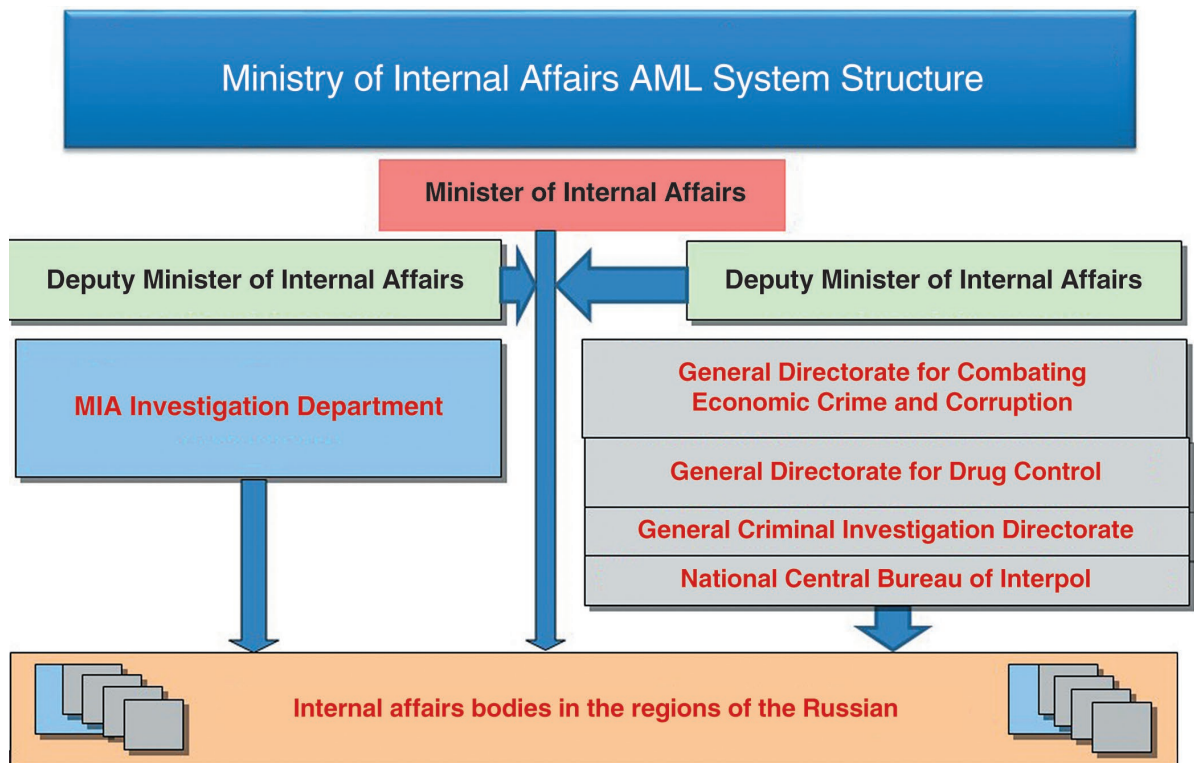 Ministry of Internal Affairs AML System Structure
Minister of Internal Affairs
Deputy Minister of Internal Affairs
Deputy Minister of Internal Affairs
MIA Investigation Department
General Directorate for Combating
Economic Crime and Corruption
General Directorate for Drug Control
General Criminal Investigation Directorate
National Central Bureau of Interpol
Internal affairs bodies in the regions of the Russian